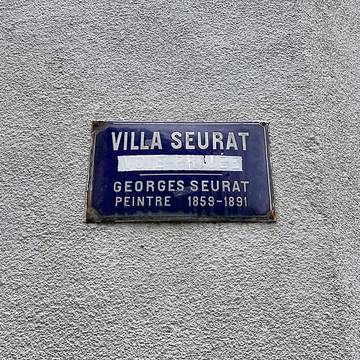 VILLA SEURAT
GEORGES SEURAT
PEINTRE 1859-1891